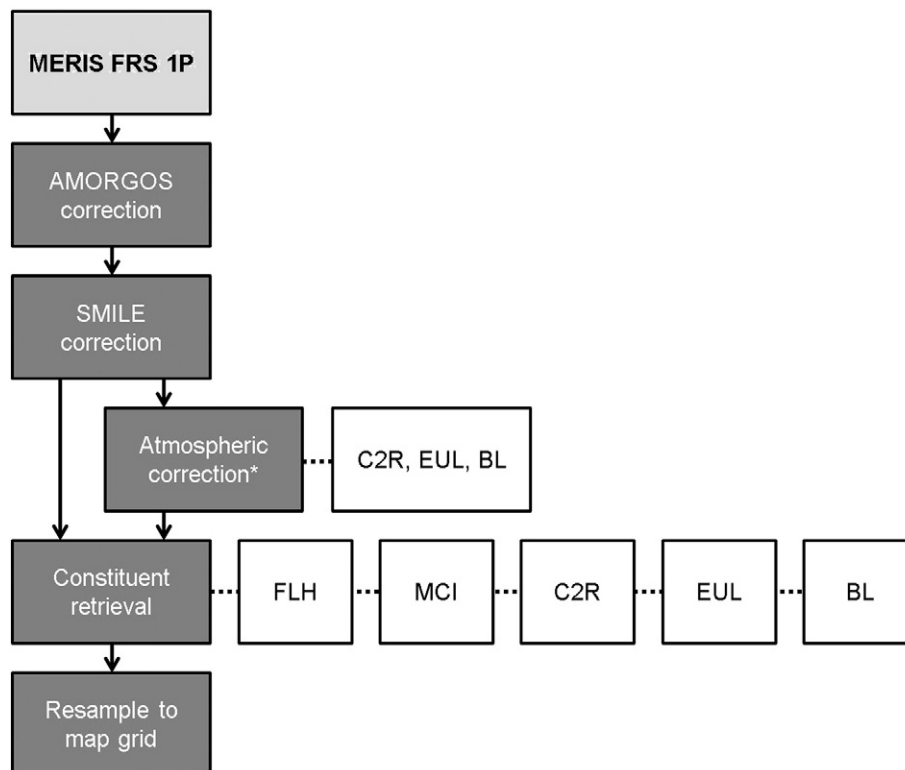 MERIS FRS 1P
AMORGOS
correction
SMILE
correction
Atmospheric
correction*
C2R, EUL, BL
Constituent
retrieval
FLH
MCI
C2R
EUL
BL
Resample to
map grid